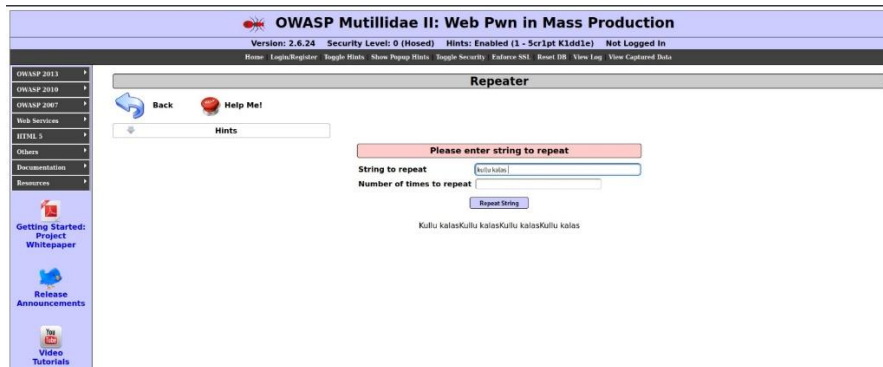 OWASP Mutillidae II: Web Pwn in Mass Production
Version: 2.6.24 Security Level: 0 (Hosed) Hints: Enabled (1 - 5cr1pt K1dd1e) Not Logged In
Home Login/Register Toggle Hints Show Popup Hints Toggle Security Enforce SSL Reset DB View Log View Captured Data
OWASP 2013
OWASP 2010
OWASP 2007
Web Services
HTML 5
Others
Documentation
Resources
Getting Started:
Project
Whitepaper
Release
Announcements
You
Tube
Video
Tutorials
Repeater
Back
Help Me!
Hints
Please enter string to repeat
String to repeat
kullu kalas
Number of times to repeat
Repeat String
Kullu kalasKullu kalasKullu kalasKullu kalas